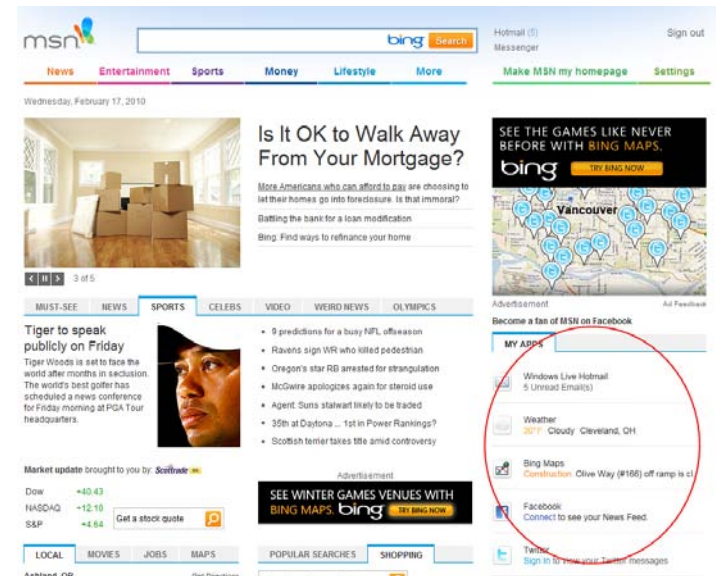 msn
bing Search
Hotmail (5)
Messenger
Sign out
News Entertainment Sports Money Lifestyle More
Make MSN my homepage Settings
Wednesday, February 17, 2010
Is It OK to Walk Away
From Your Mortgage?
More Americans who can afford to pay are choosing to
let their homes go into foreclosure. Is that immoral?
Battling the bank for a loan modification
Bing: Find ways to refinance your home
3 of 5
SEE THE GAMES LIKE NEVER
BEFORE WITH BING MAPS.
bing TRY BING NOW
Vancouver
Advertisement Ad Feedback
Become a fan of MSN on Facebook
MUST-SEE NEWS SPORTS CELEBS VIDEO WEIRD NEWS OLYMPICS
Tiger to speak
publicly on Friday
Tiger Woods is set to face the
world after months in seclusion.
The world's best golfer has
scheduled a news conference
for Friday morning at PGA Tour
headquarters.
9 predictions for a busy NFL offseason
Ravens sign WR who killed pedestrian
Oregon's star RB arrested for strangulation
McGwire apologizes again for steroid use
Agent: Suns stalwart likely to be traded
35th at Daytona ... 1st in Power Rankings?
Scottish terrier takes title amid controversy
MY APPS
Windows Live Hotmail
5 Unread Email(s)
Weather
30°F Cloudy Cleveland, OH
Bing Maps
Construction Clive Way (#166) off ramp is cl
Facebook
Connect to see your News Feed.
Twitter
Sign In to view your Twitter messages
Market update brought to you by: Scottrade
Dow +40.43
NASDAQ +12.10
S&P +4.64
Get a stock quote
Advertisement
SEE WINTER GAMES VENUES WITH
BING MAPS. bing TRY BING NOW
LOCAL MOVIES JOBS MAPS
POPULAR SEARCHES SHOPPING
Ashland, OR Get Directions